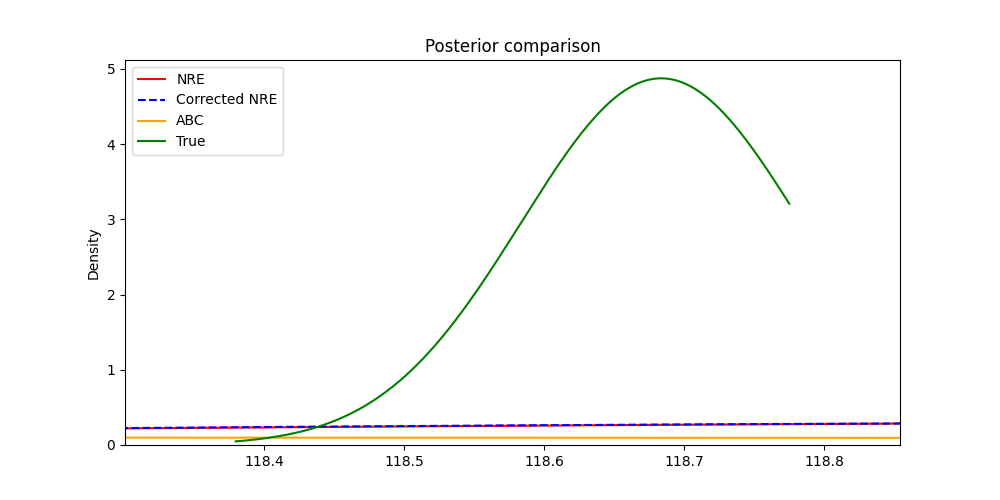 Posterior comparison
NRE
Corrected NRE
ABC
True
Density
5
4
3
2
1
0
118.4 118.5 118.6 118.7 118.8